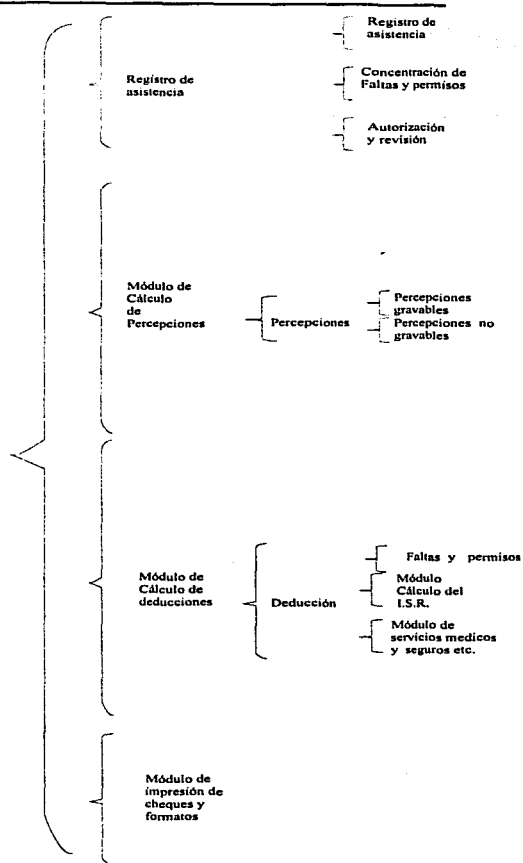 Registro de
asistencia
Registro de
asistencia
Concentración de
Faltas y permisos
Autorización
y revisión
Módulo de
Cálculo
de
Percepciones
Percepciones
Percepciones
gravables
Percepciones no
gravables
Módulo de
Cálculo de
deducciones
Deducción
Faltas y permisos
Módulo
Cálculo del
I.S.R.
Módulo de
servicios medicos
y seguros etc.
Módulo de
impresión de
cheques y
formatos